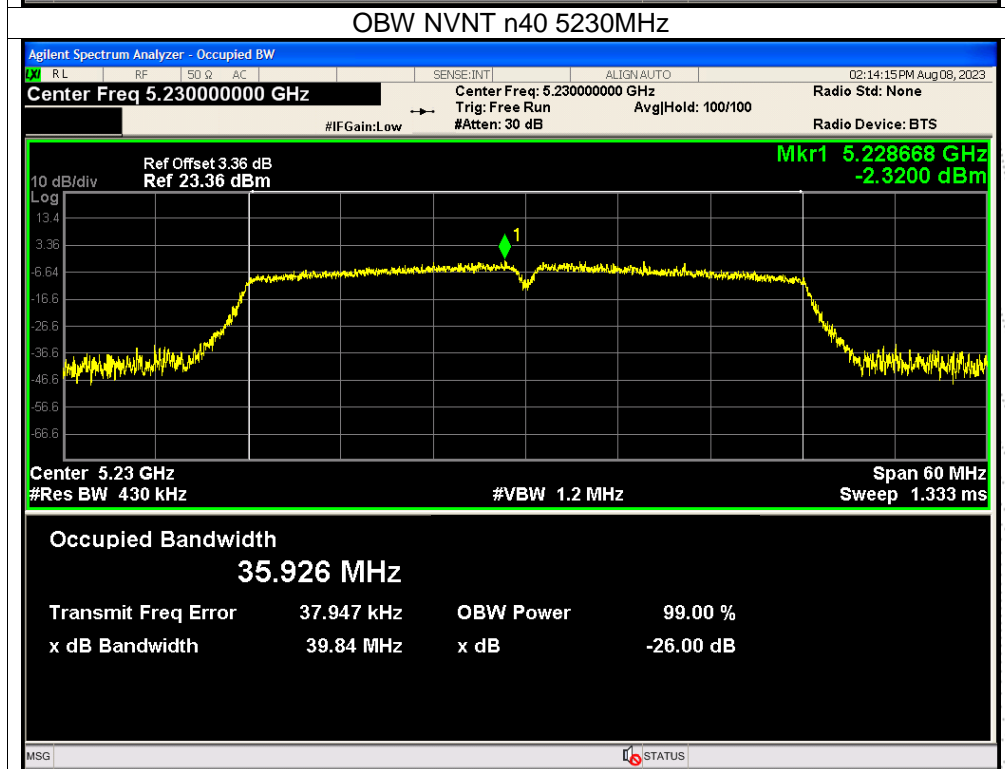 OBW NVNT n40 5230MHz
Agilent Spectrum Analyzer - Occupied BW
LXI RL RF 50 Ω AC SENSE:INT ALIGN AUTO 02:14:15 PM Aug 08, 2023
Center Freq 5.230000000 GHz Center Freq: 5.230000000 GHz Radio Std: None
Trig: Free Run Avg|Hold: 100/100
#IFGain:Low #Atten: 30 dB Radio Device: BTS
Ref Offset 3.36 dB Mkr1 5.228668 GHz
10 dB/div Ref 23.36 dBm -2.3200 dBm
Log
13.4
1
3.36
-6.64
-16.6
-26.6
-36.6
-46.6
-56.6
-66.6
Center 5.23 GHz Span 60 MHz
#Res BW 430 kHz #VBW 1.2 MHz Sweep 1.333 ms
Occupied Bandwidth
35.926 MHz
Transmit Freq Error 37.947 kHz OBW Power 99.00 %
x dB Bandwidth 39.84 MHz x dB -26.00 dB
MSG STATUS